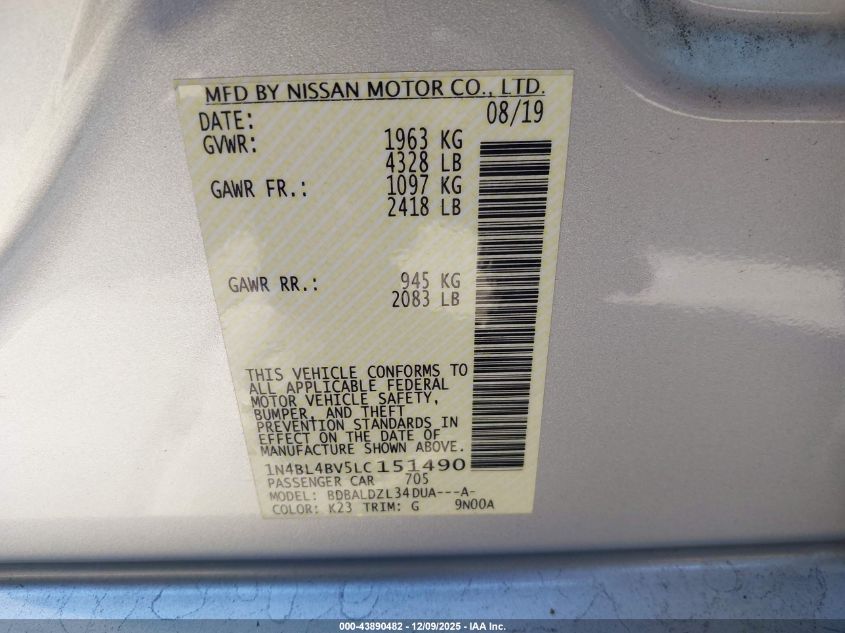 MFD BY NISSAN MOTOR CO., LTD.
DATE: 08/19
GVWR: 1963 KG
4328 LB
GAWR FR.: 1097 KG
2418 LB
GAWR RR.: 945 KG
2083 LB
THIS VEHICLE CONFORMS TO
ALL APPLICABLE FEDERAL
MOTOR VEHICLE SAFETY,
BUMPER, AND THEFT
PREVENTION STANDARDS IN
EFFECT ON THE DATE OF
MANUFACTURE SHOWN ABOVE.
1N4BL4BV5LC151490
PASSENGER CAR 705
MODEL: BDBALDZL34DUA---A-
COLOR: K23 TRIM: G 9N00A
000-43890482 - 12/09/2025 - IAA Inc.